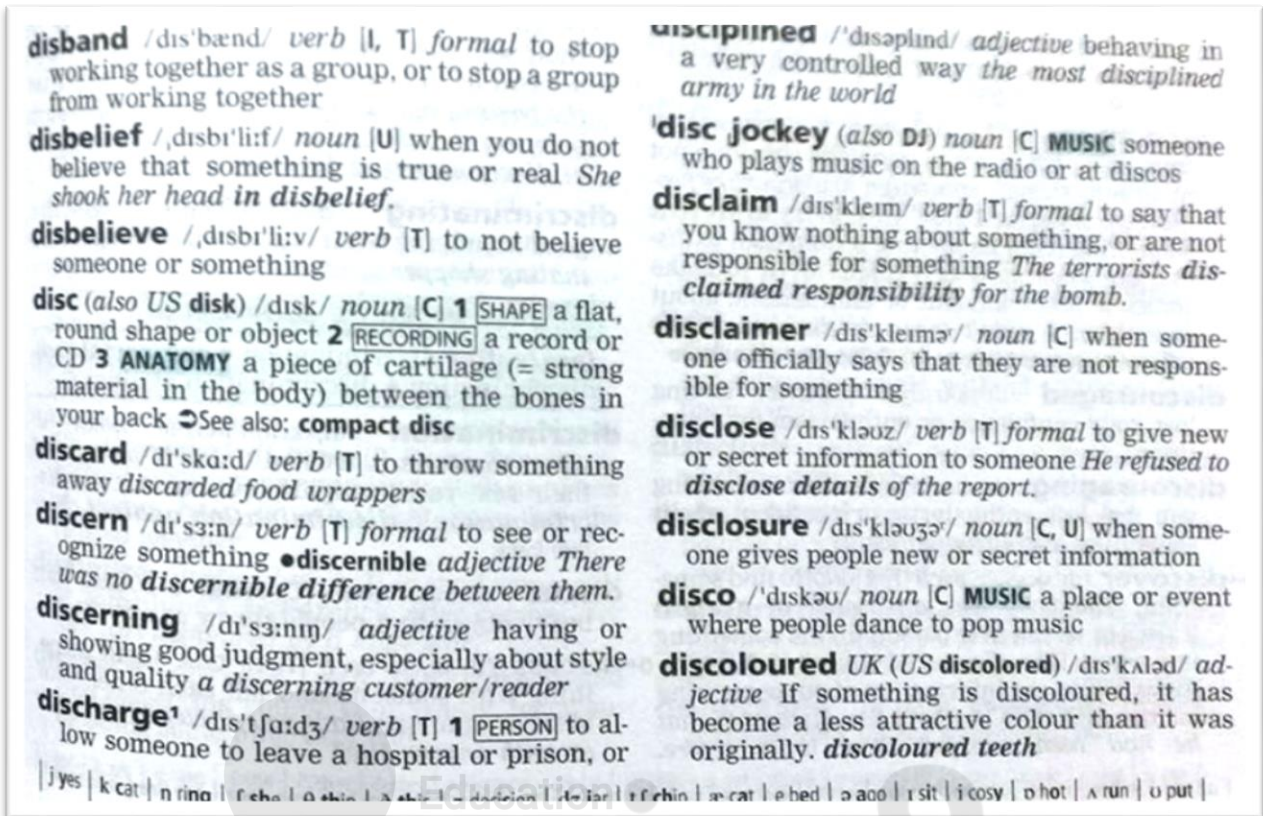 disband /dɪsˈbænd/ verb [I, T] formal to stop
working together as a group, or to stop a group
from working together
disbelief /ˌdɪsbɪˈliːf/ noun [U] when you do not
believe that something is true or real She
shook her head in disbelief.
disbelieve /ˌdɪsbɪˈliːv/ verb [T] to not believe
someone or something
disc (also US disk) /dɪsk/ noun [C] 1 SHAPE a flat,
round shape or object 2 RECORDING a record or
CD 3 ANATOMY a piece of cartilage (= strong
material in the body) between the bones in
your back ➲See also: compact disc
discard /dɪˈskɑːd/ verb [T] to throw something
away discarded food wrappers
discern /dɪˈsɜːn/ verb [T] formal to see or rec-
ognize something ●discernible adjective There
was no discernible difference between them.
discerning /dɪˈsɜːnɪŋ/ adjective having or
showing good judgment, especially about style
and quality a discerning customer/reader
discharge¹ /dɪsˈtʃɑːdʒ/ verb [T] 1 PERSON to al-
low someone to leave a hospital or prison, or
disciplined /ˈdɪsəplɪnd/ adjective behaving in
a very controlled way the most disciplined
army in the world
ˈdisc jockey (also DJ) noun [C] MUSIC someone
who plays music on the radio or at discos
disclaim /dɪsˈkleɪm/ verb [T] formal to say that
you know nothing about something, or are not
responsible for something The terrorists dis-
claimed responsibility for the bomb.
disclaimer /dɪsˈkleɪməʳ/ noun [C] when some-
one officially says that they are not respons-
ible for something
disclose /dɪsˈkləʊz/ verb [T] formal to give new
or secret information to someone He refused to
disclose details of the report.
disclosure /dɪsˈkləʊʒəʳ/ noun [C, U] when some-
one gives people new or secret information
disco /ˈdɪskəʊ/ noun [C] MUSIC a place or event
where people dance to pop music
discoloured UK (US discolored) /dɪsˈkʌləd/ ad-
jective If something is discoloured, it has
become a less attractive colour than it was
originally. discoloured teeth
| j yes | k cat | ŋ ring | ʃ she | θ thin | ð this | ʒ decision | dʒ jar | tʃ chip | æ cat | e bed | ə ago | ɪ sit | i cosy | ɒ hot | ʌ run | ʊ put |
Education